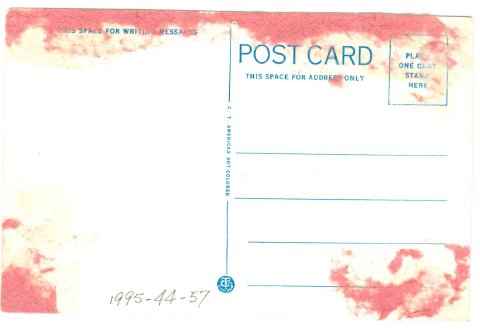 THIS SPACE FOR WRITING MESSAGES
POST CARD
THIS SPACE FOR ADDRESS ONLY
PLACE
ONE CENT
STAMP
HERE
C. T. AMERICAN ART COLORED
1995-44-57